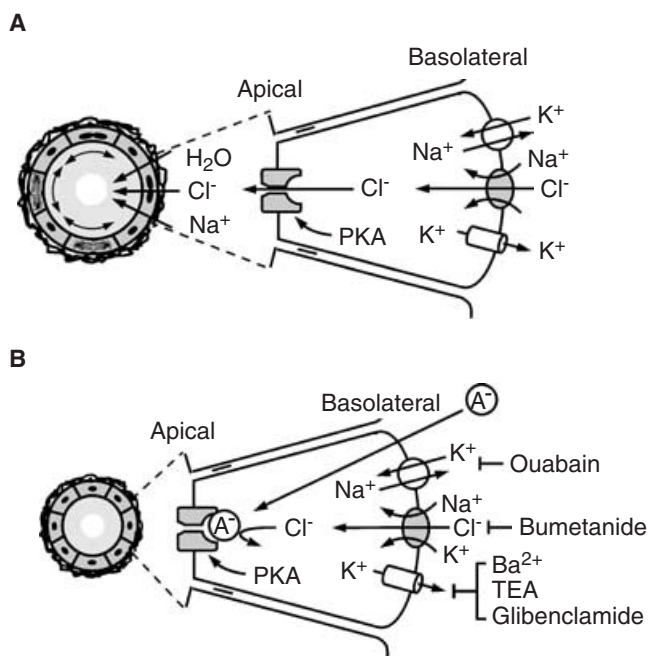 A
Basolateral
Apical
K+
H2O
Na+
Na+
Cl-
Cl-
Cl-
Na+
PKA
K+
K+
B
A-
Basolateral
Apical
K+
Ouabain
Na+
Na+
A-
Cl-
Cl-
Bumetanide
K+
PKA
K+
Ba2+
TEA
Glibenclamide